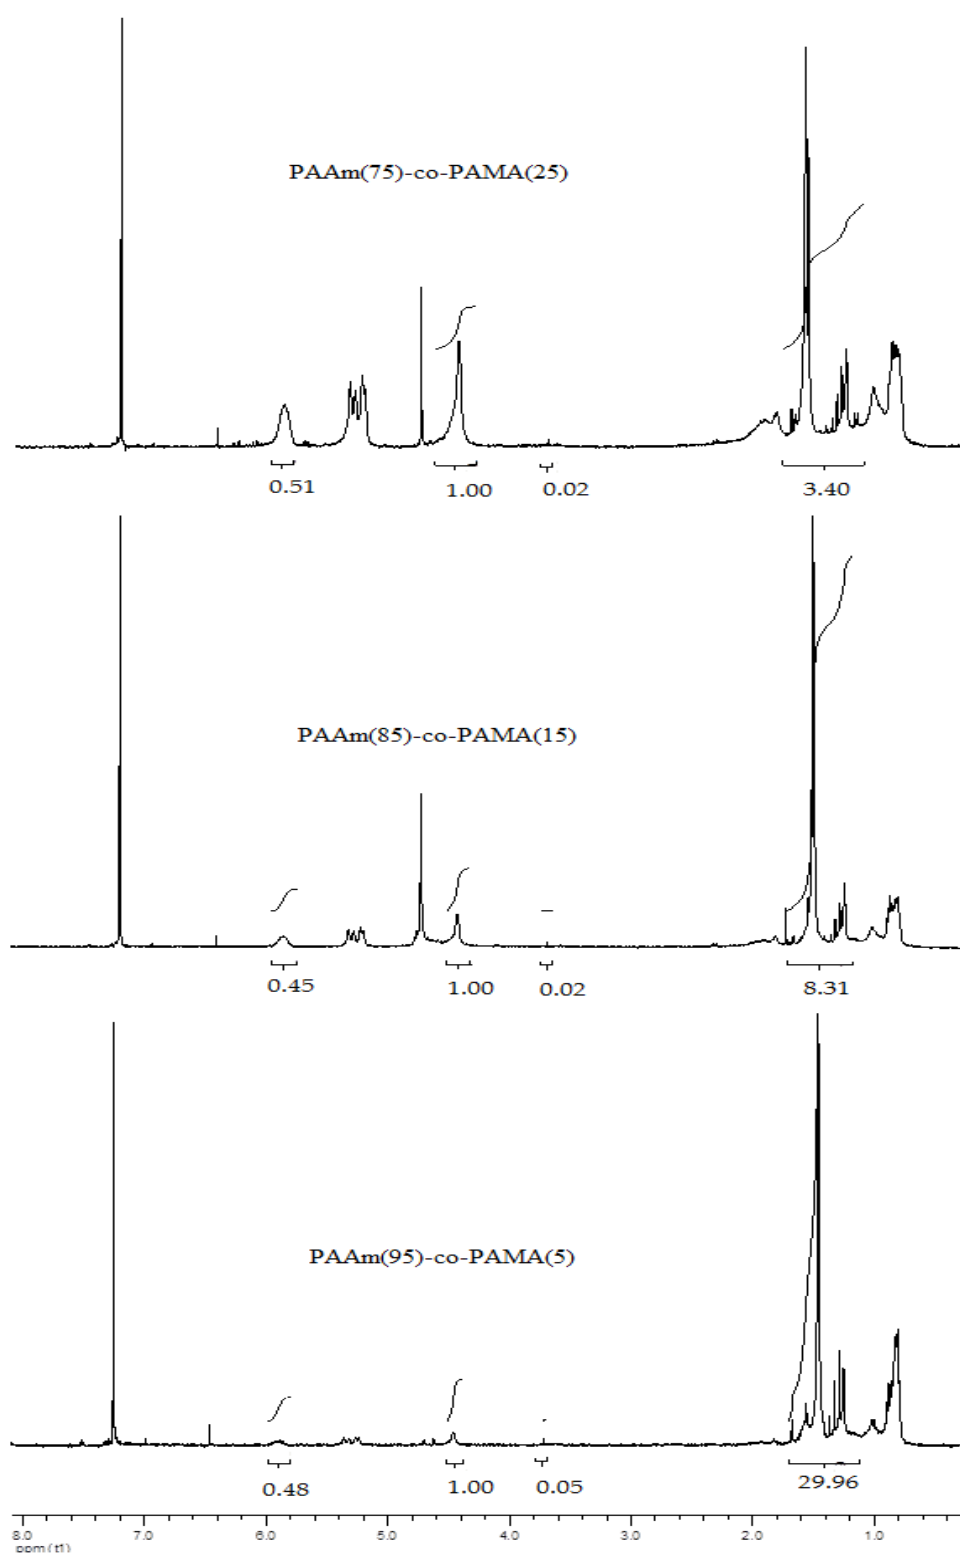 PAAm(75)-co-PAMA(25)
0.51 1.00 0.02 3.40
PAAm(85)-co-PAMA(15)
0.45 1.00 0.02 8.31
PAAm(95)-co-PAMA(5)
0.48 1.00 0.05 29.96
8.0 7.0 6.0 5.0 4.0 3.0 2.0 1.0
ppm (t1)